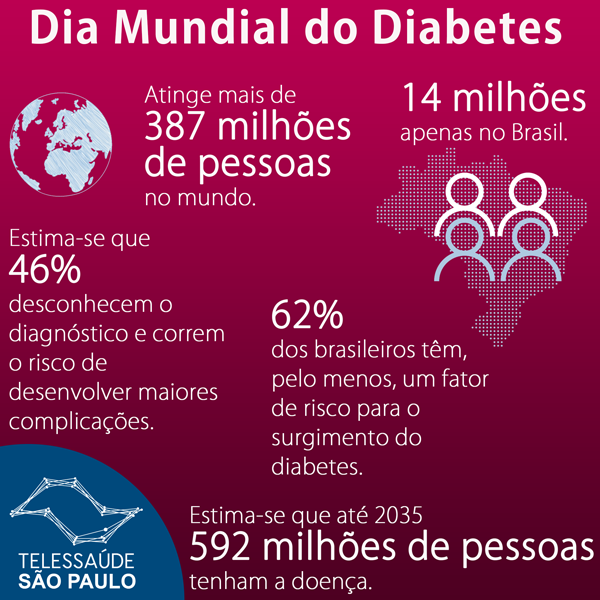 Dia Mundial do Diabetes
Atinge mais de
387 milhões
de pessoas
no mundo.
14 milhões
apenas no Brasil.
Estima-se que
46%
desconhecem o
diagnóstico e correm
o risco de
desenvolver maiores
complicações.
62%
dos brasileiros têm,
pelo menos, um fator
de risco para o
surgimento do
diabetes.
Estima-se que até 2035
592 milhões de pessoas
tenham a doença.
TELESSAÚDE
SÃO PAULO